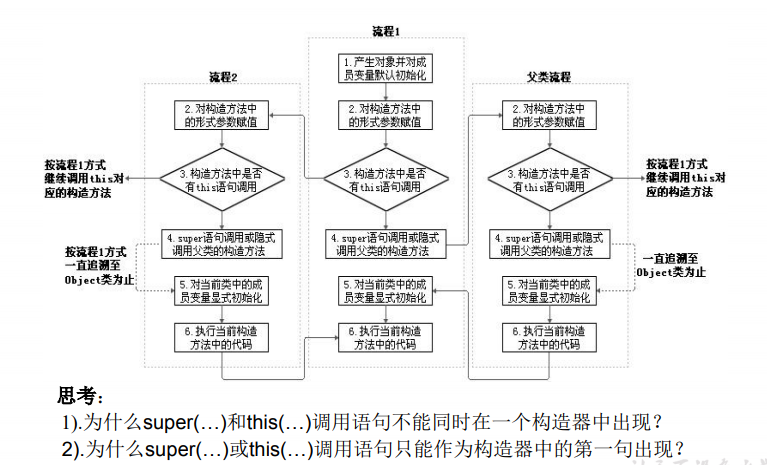 流程1
流程2
父类流程
1.产生对象并对成
员变量默认初始化
2.对构造方法中
的形式参数赋值
2.对构造方法中
的形式参数赋值
2.对构造方法中
的形式参数赋值
按流程1方式
继续调用this对
应的构造方法
3.构造方法中是否
有this语句调用
3.构造方法中是否
有this语句调用
3.构造方法中是否
有this语句调用
按流程1方式
继续调用this对
应的构造方法
4.super语句调用或隐式
调用父类的构造方法
4.super语句调用或隐式
调用父类的构造方法
4.super语句调用或隐式
调用父类的构造方法
按流程1方式
一直追溯至
Object类为止
一直追溯至
Object类为止
5.对当前类中的成
员变量显式初始化
5.对当前类中的成
员变量显式初始化
5.对当前类中的成
员变量显式初始化
6.执行当前构造
方法中的代码
6.执行当前构造
方法中的代码
6.执行当前构造
方法中的代码
思考：
1).为什么super(…)和this(…)调用语句不能同时在一个构造器中出现？
2).为什么super(…)或this(…)调用语句只能作为构造器中的第一句出现？